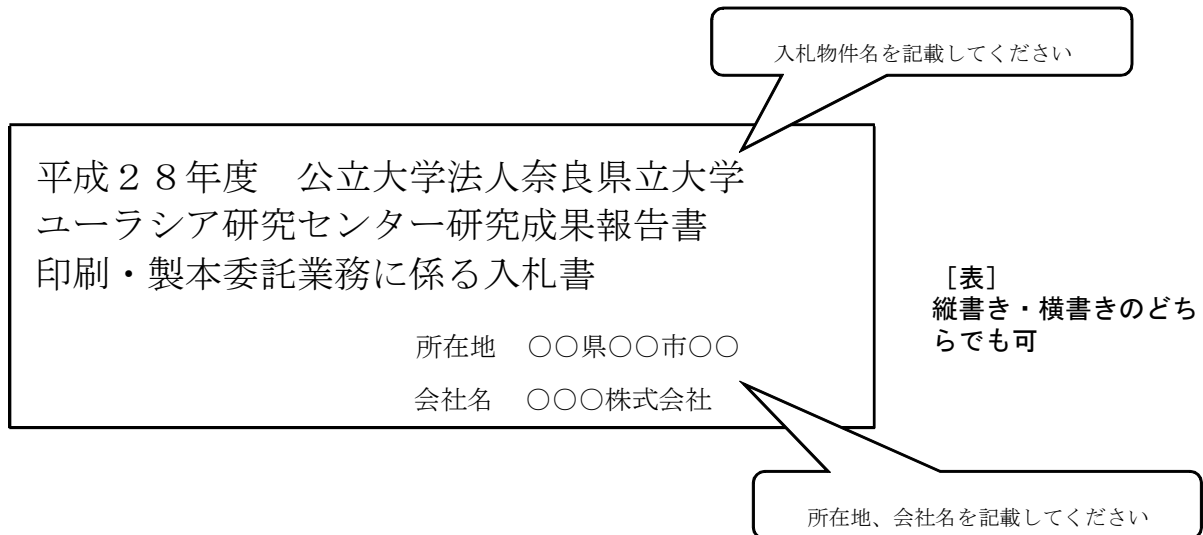 入札物件名を記載してください
平成２８年度　公立大学法人奈良県立大学
ユーラシア研究センター研究成果報告書
印刷・製本委託業務に係る入札書
［表］
縦書き・横書きのどち
らでも可
所在地　○○県○○市○○
会社名　○○○株式会社
所在地、会社名を記載してください